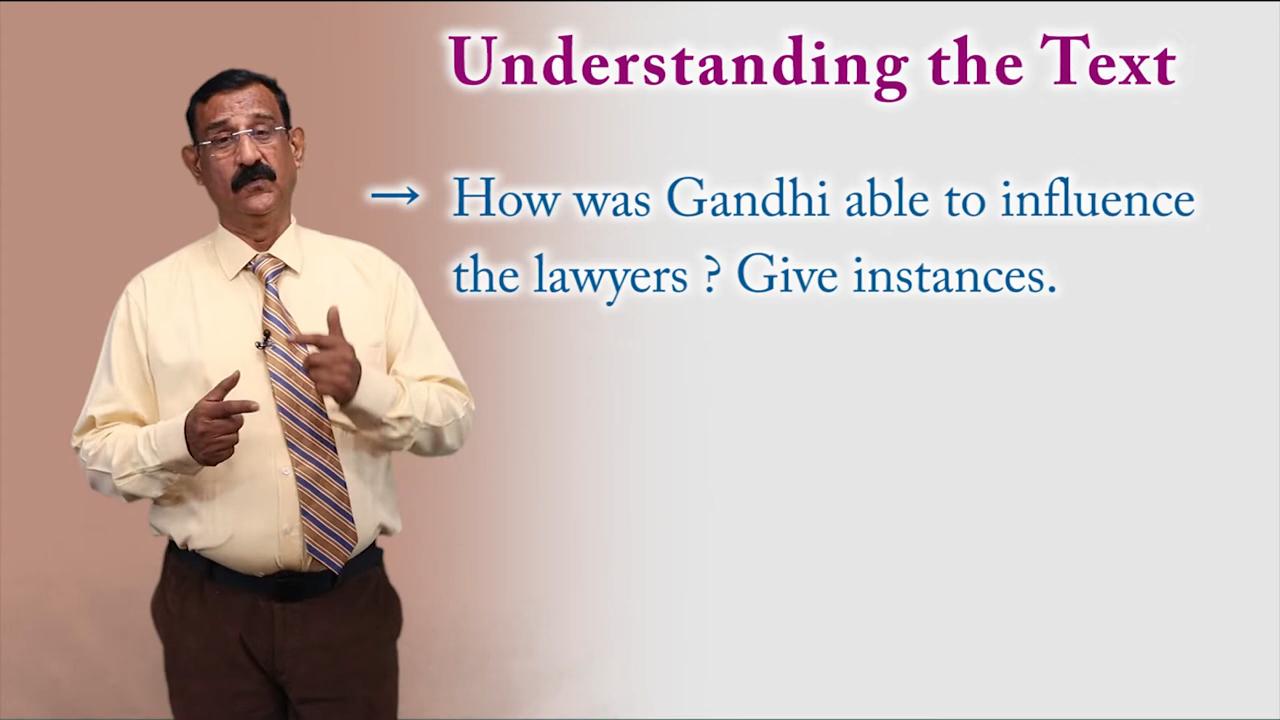 Understanding the Text
→ How was Gandhi able to influence
the lawyers ? Give instances.